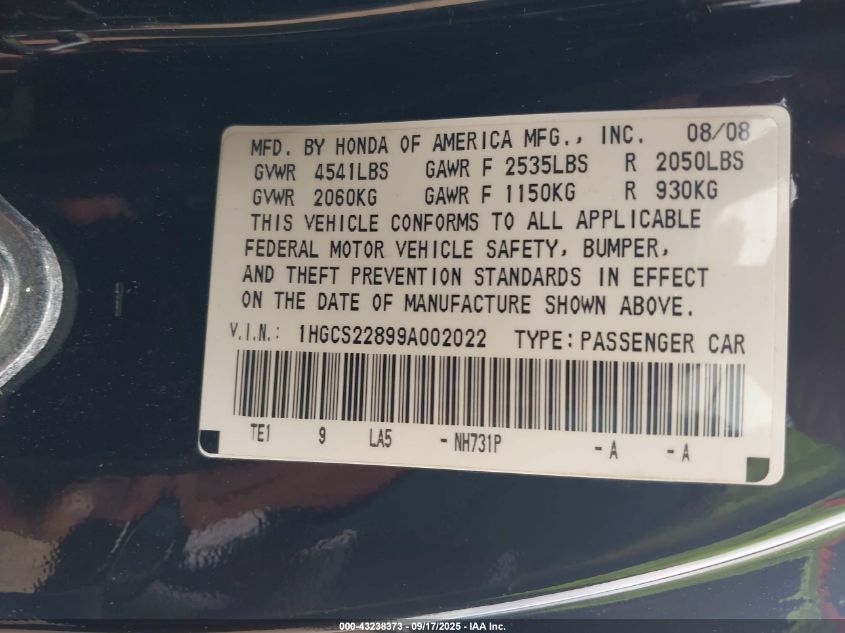 MFD. BY HONDA OF AMERICA MFG., INC. 08/08
GVWR 4541LBS GAWR F 2535LBS R 2050LBS
GVWR 2060KG GAWR F 1150KG R 930KG
THIS VEHICLE CONFORMS TO ALL APPLICABLE
FEDERAL MOTOR VEHICLE SAFETY, BUMPER,
AND THEFT PREVENTION STANDARDS IN EFFECT
ON THE DATE OF MANUFACTURE SHOWN ABOVE.
V.I.N.: 1HGCS22899A002022 TYPE: PASSENGER CAR
TE1 9 LA5 -NH731P -A -A
000-43238373 - 09/17/2025 - IAA Inc.